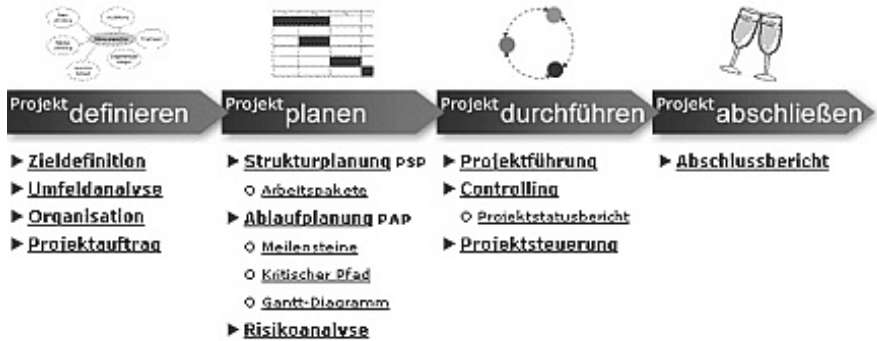 Projekt definieren
Zieldefinition
Umfeldanalyse
Organisation
Projektauftrag
Projekt planen
Strukturplanung PSP
Arbeitspakete
Ablaufplanung PAP
Meilensteine
Kritischer Pfad
Gantt-Diagramm
Risikoanalyse
Projekt durchführen
Projektführung
Controlling
Projektstatusbericht
Projektsteuerung
Projekt abschließen
Abschlussbericht